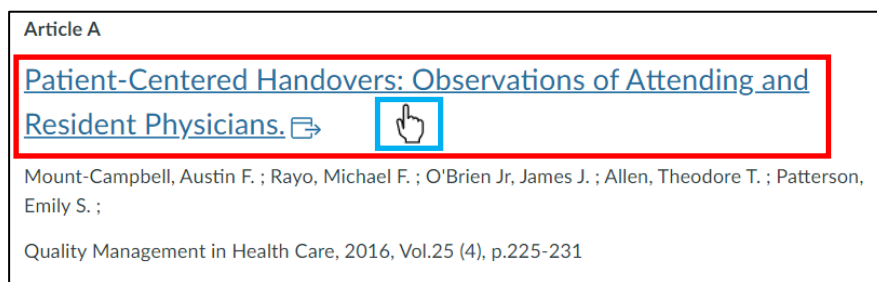 Article A
Patient-Centered Handovers: Observations of Attending and
Resident Physicians.
Mount-Campbell, Austin F. ; Rayo, Michael F. ; O'Brien Jr, James J. ; Allen, Theodore T. ; Patterson,
Emily S. ;
Quality Management in Health Care, 2016, Vol.25 (4), p.225-231